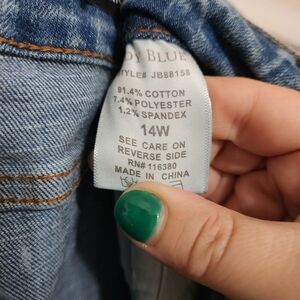 BLUE
STYLE# JB88158
91.4% COTTON
7.4% POLYESTER
1.2% SPANDEX
14W
SEE CARE ON
REVERSE SIDE
RN# 116380
MADE IN CHINA